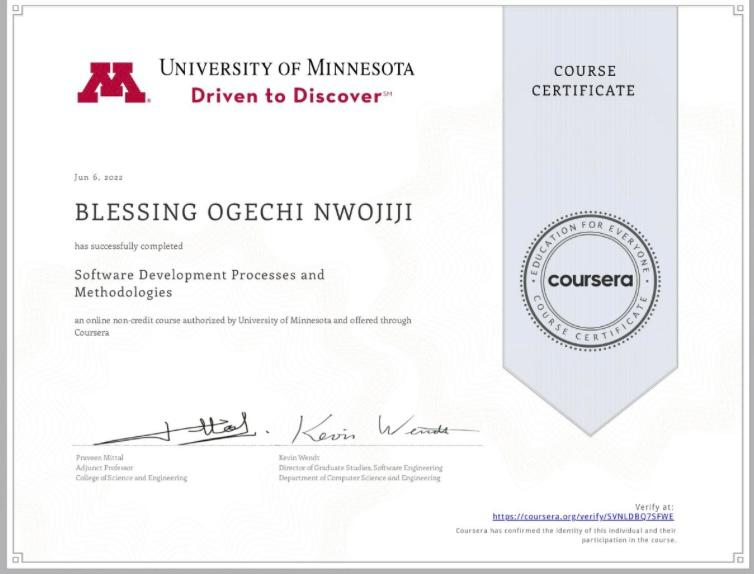 UNIVERSITY OF MINNESOTA
Driven to Discover℠
COURSE
CERTIFICATE
Jun 6, 2022
BLESSING OGECHI NWOJIJI
has successfully completed
Software Development Processes and
Methodologies
an online non-credit course authorized by University of Minnesota and offered through
Coursera
EDUCATION FOR EVERYONE
coursera
COURSE CERTIFICATE
Kevin Wendt
Praveen Mittal
Adjunct Professor
College of Science and Engineering
Kevin Wendt
Director of Graduate Studies, Software Engineering
Department of Computer Science and Engineering
Verify at:
https://coursera.org/verify/SVNLDBQ7SFWE
Coursera has confirmed the identity of this individual and their
participation in the course.